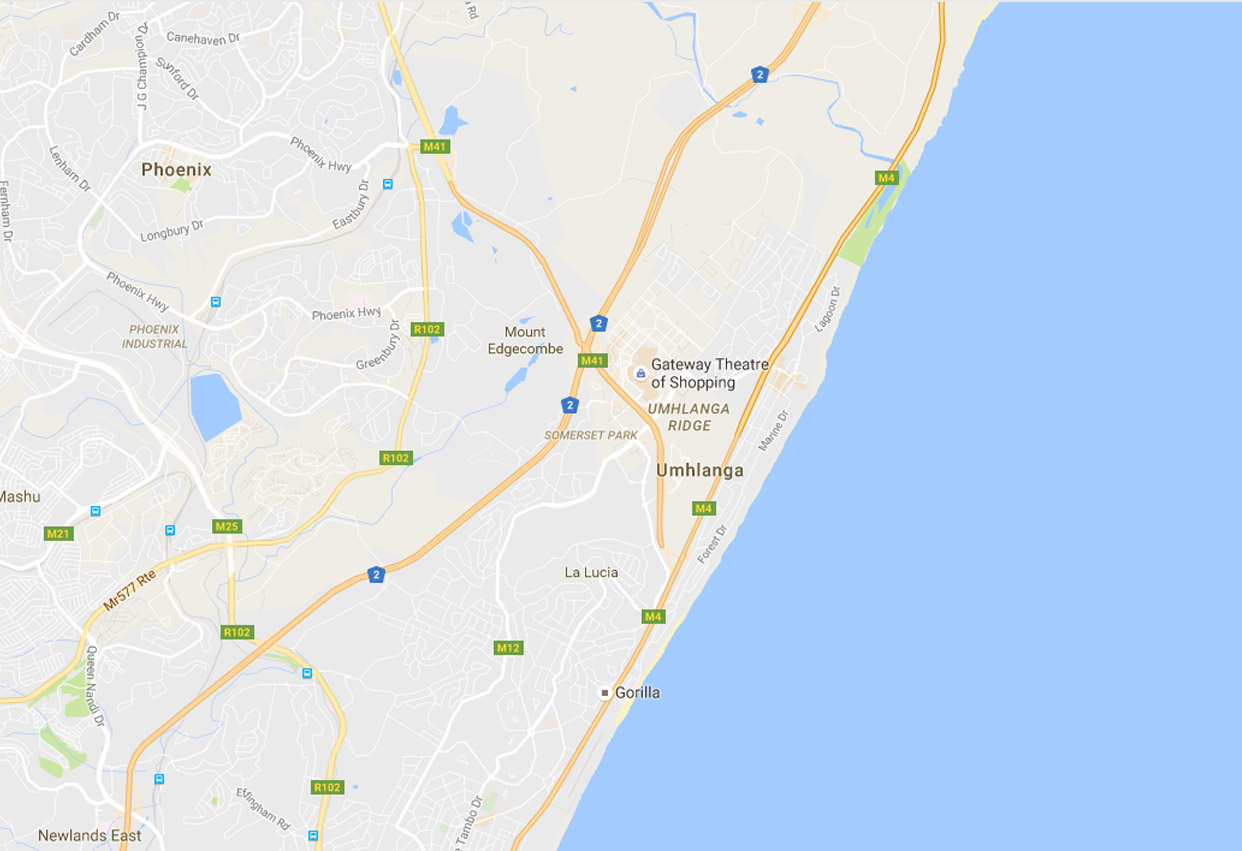 Cardham Dr
Canehaven Dr
Rd
2
J G Champion Dr
Sunford Dr
M41
Phoenix Hwy
Lenham Dr
Phoenix
M4
Fernham Dr
Eastbury Dr
Longbury Dr
Phoenix Hwy
Phoenix Hwy
Lagoon Dr
2
PHOENIX
INDUSTRIAL
R102
Greenbury Dr
Mount
Edgecombe
M41
Gateway Theatre
of Shopping
2
UMHLANGA
RIDGE
SOMERSET PARK
Marine Dr
R102
Umhlanga
Mashu
M4
M21
M25
Forest Dr
2
La Lucia
Mr577 Rte
M4
R102
M12
Queen Nandi Dr
Gorilla
R102
Effingham Rd
Newlands East
Tambo Dr